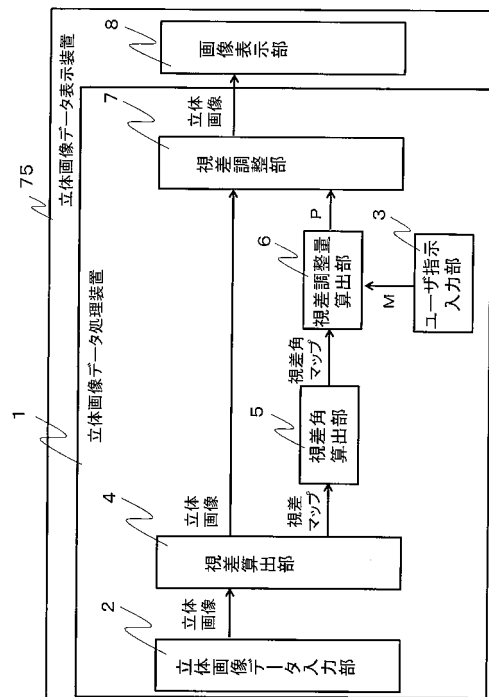 75
立体画像データ表示装置
1
立体画像データ処理装置
2
立体画像データ入力部
立体
画像
4
視差算出部
立体
画像
視差
マップ
5
視差角
算出部
視差角
マップ
6
視差調整量
算出部
M
3
ユーザ指示
入力部
P
7
視差調整部
立体
画像
8
画像表示部